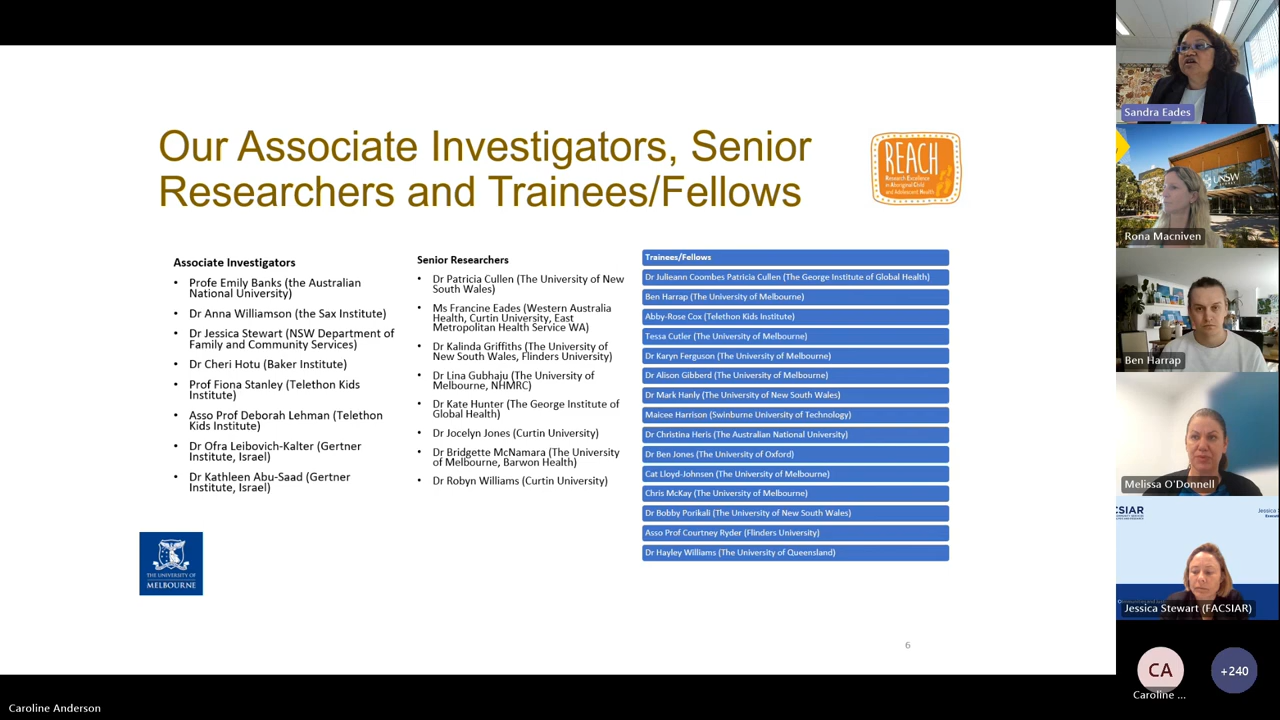 Our Associate Investigators, Senior
Researchers and Trainees/Fellows
REACH
Research Excellence
in Aboriginal Child
and Adolescent Health
Associate Investigators
• Profe Emily Banks (the Australian
National University)
• Dr Anna Williamson (the Sax Institute)
• Dr Jessica Stewart (NSW Department of
Family and Community Services)
• Dr Cheri Hotu (Baker Institute)
• Prof Fiona Stanley (Telethon Kids
Institute)
• Asso Prof Deborah Lehman (Telethon
Kids Institute)
• Dr Ofra Leibovich-Kalter (Gertner
Institute, Israel)
• Dr Kathleen Abu-Saad (Gertner
Institute, Israel)
Senior Researchers
• Dr Patricia Cullen (The University of New
South Wales)
• Ms Francine Eades (Western Australia
Health, Curtin University, East
Metropolitan Health Service WA)
• Dr Kalinda Griffiths (The University of
New South Wales, Flinders University)
• Dr Lina Gubhaju (The University of
Melbourne, NHMRC)
• Dr Kate Hunter (The George Institute of
Global Health)
• Dr Jocelyn Jones (Curtin University)
• Dr Bridgette McNamara (The University
of Melbourne, Barwon Health)
• Dr Robyn Williams (Curtin University)
Trainees/Fellows
Dr Julieann Coombes Patricia Cullen (The George Institute of Global Health)
Ben Harrap (The University of Melbourne)
Abby-Rose Cox (Telethon Kids Institute)
Tessa Cutler (The University of Melbourne)
Dr Karyn Ferguson (The University of Melbourne)
Dr Alison Gibberd (The University of Melbourne)
Dr Mark Hanly (The University of New South Wales)
Maicee Harrison (Swinburne University of Technology)
Dr Christina Heris (The Australian National University)
Dr Ben Jones (The University of Oxford)
Cat Lloyd-Johnsen (The University of Melbourne)
Chris McKay (The University of Melbourne)
Dr Bobby Porikali (The University of New South Wales)
Asso Prof Courtney Ryder (Flinders University)
Dr Hayley Williams (The University of Queensland)
THE UNIVERSITY OF
MELBOURNE
6
Caroline Anderson
Sandra Eades
UNSW
Rona Macniven
Ben Harrap
Melissa O'Donnell
CSIAR
Jessica
Jessica Stewart (FACSIAR)
CA
Caroline ...
+240